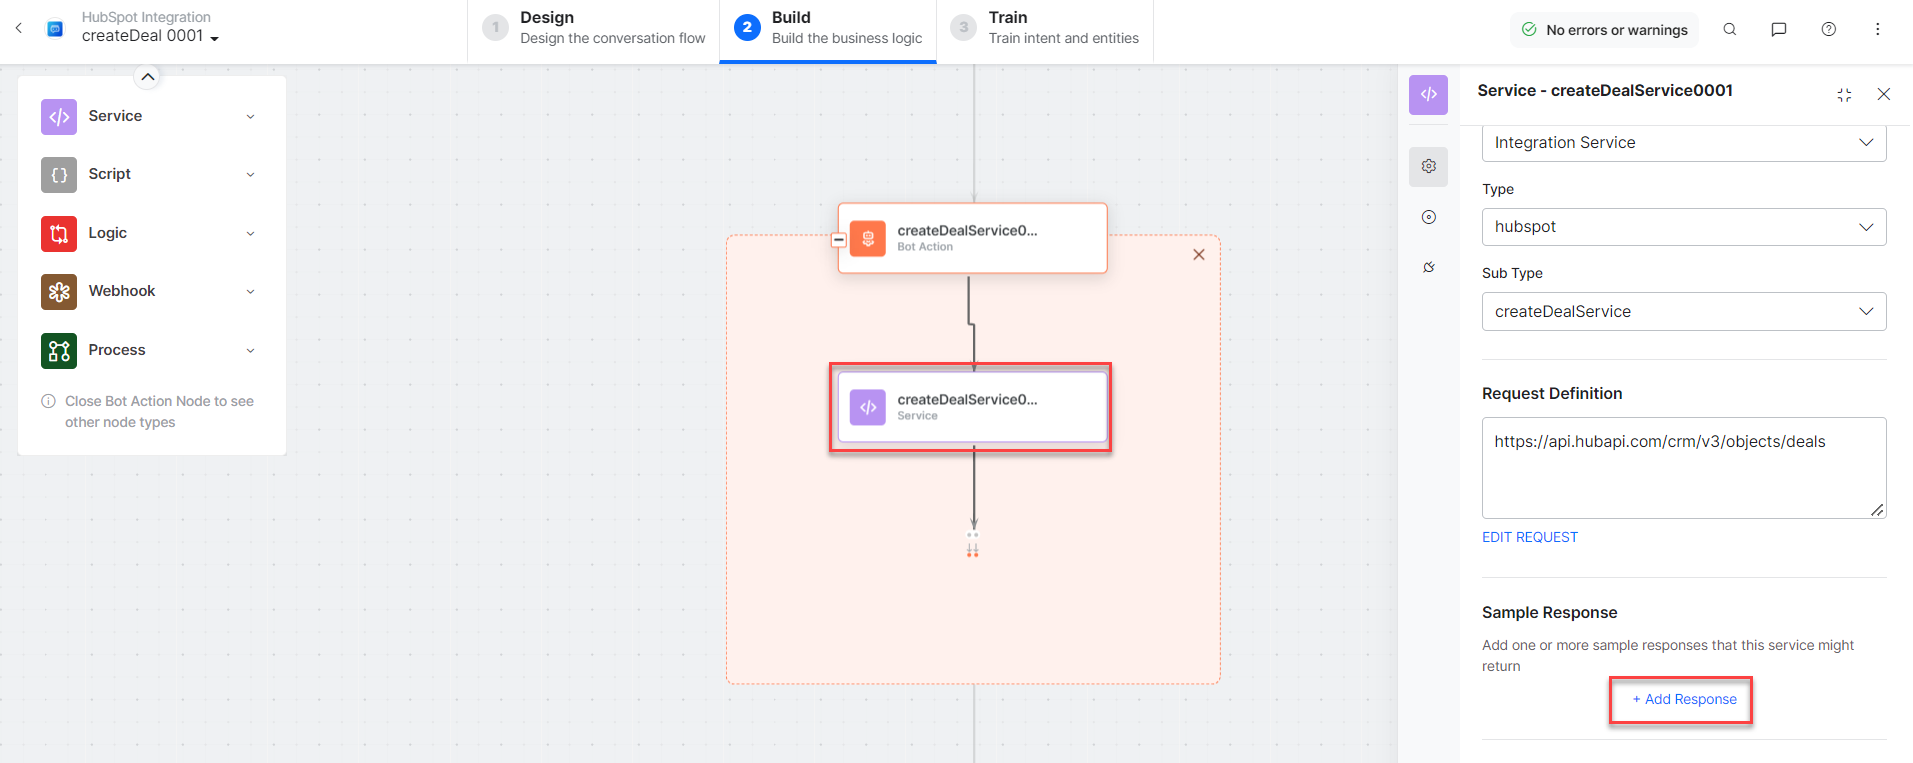 HubSpot Integration
createDeal 0001
1
Design
Design the conversation flow
2
Build
Build the business logic
3
Train
Train intent and entities
No errors or warnings
Service
Script
Logic
Webhook
Process
Close Bot Action Node to see
other node types
createDealService0...
Bot Action
createDealService0...
Service
Service - createDealService0001
Integration Service
Type
hubspot
Sub Type
createDealService
Request Definition
https://api.hubapi.com/crm/v3/objects/deals
EDIT REQUEST
Sample Response
Add one or more sample responses that this service might
return
+ Add Response